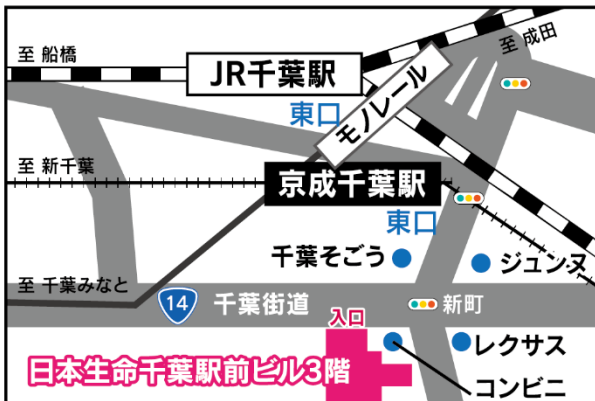 至 船橋
JR千葉駅
至 成田
モノレール
東口
至 新千葉
京成千葉駅
東口
千葉そごう
ジュンヌ
至 千葉みなと
14
千葉街道
新町
入口
日本生命千葉駅前ビル3階
レクサス
コンビニ